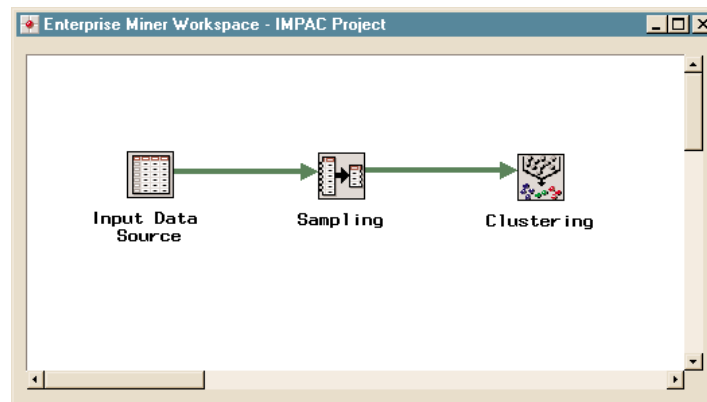 Enterprise Miner Workspace - IMPAC Project
Input Data
Source
Sampling
Clustering